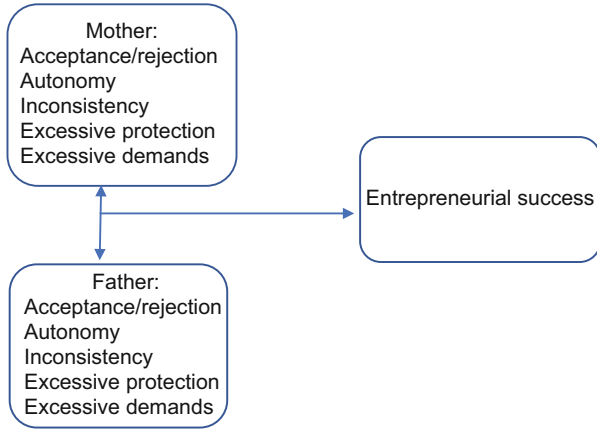 Mother:
Acceptance/rejection
Autonomy
Inconsistency
Excessive protection
Excessive demands
Entrepreneurial success
Father:
Acceptance/rejection
Autonomy
Inconsistency
Excessive protection
Excessive demands